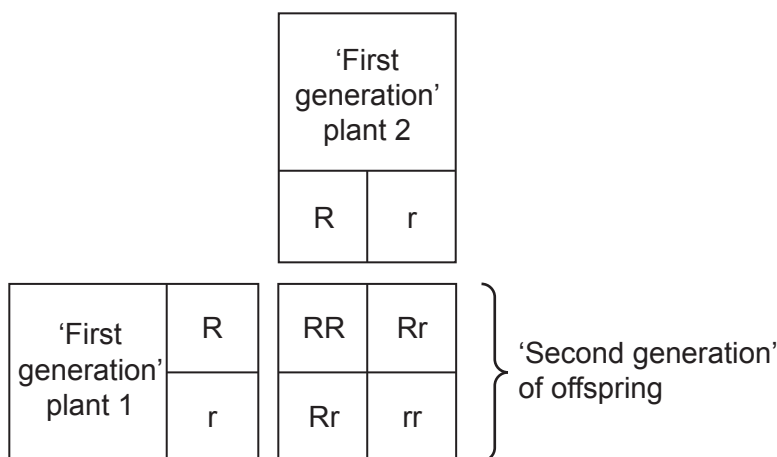 ‘First
generation’
plant 2
R r
‘First
generation’
plant 1
R
r
RR Rr
Rr rr
‘Second generation’
of offspring